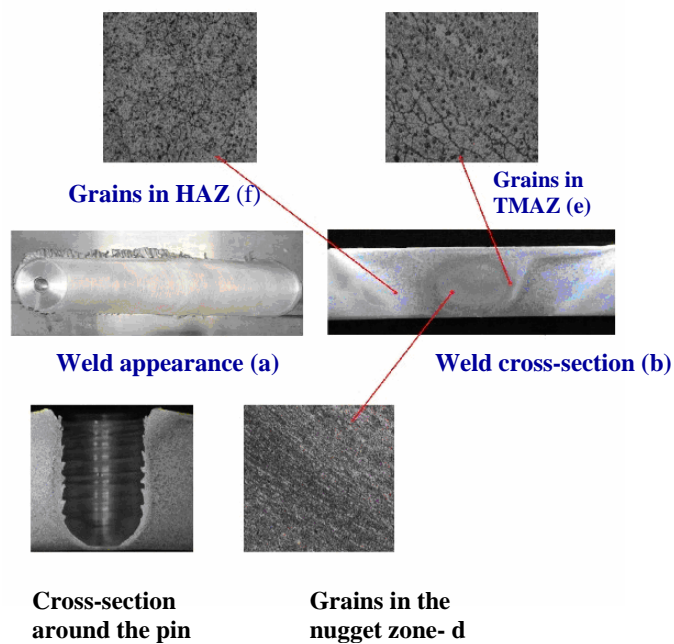 Grains in HAZ (f)
Grains in
TMAZ (e)
Weld appearance (a)
Weld cross-section (b)
Cross-section
around the pin
Grains in the
nugget zone- d